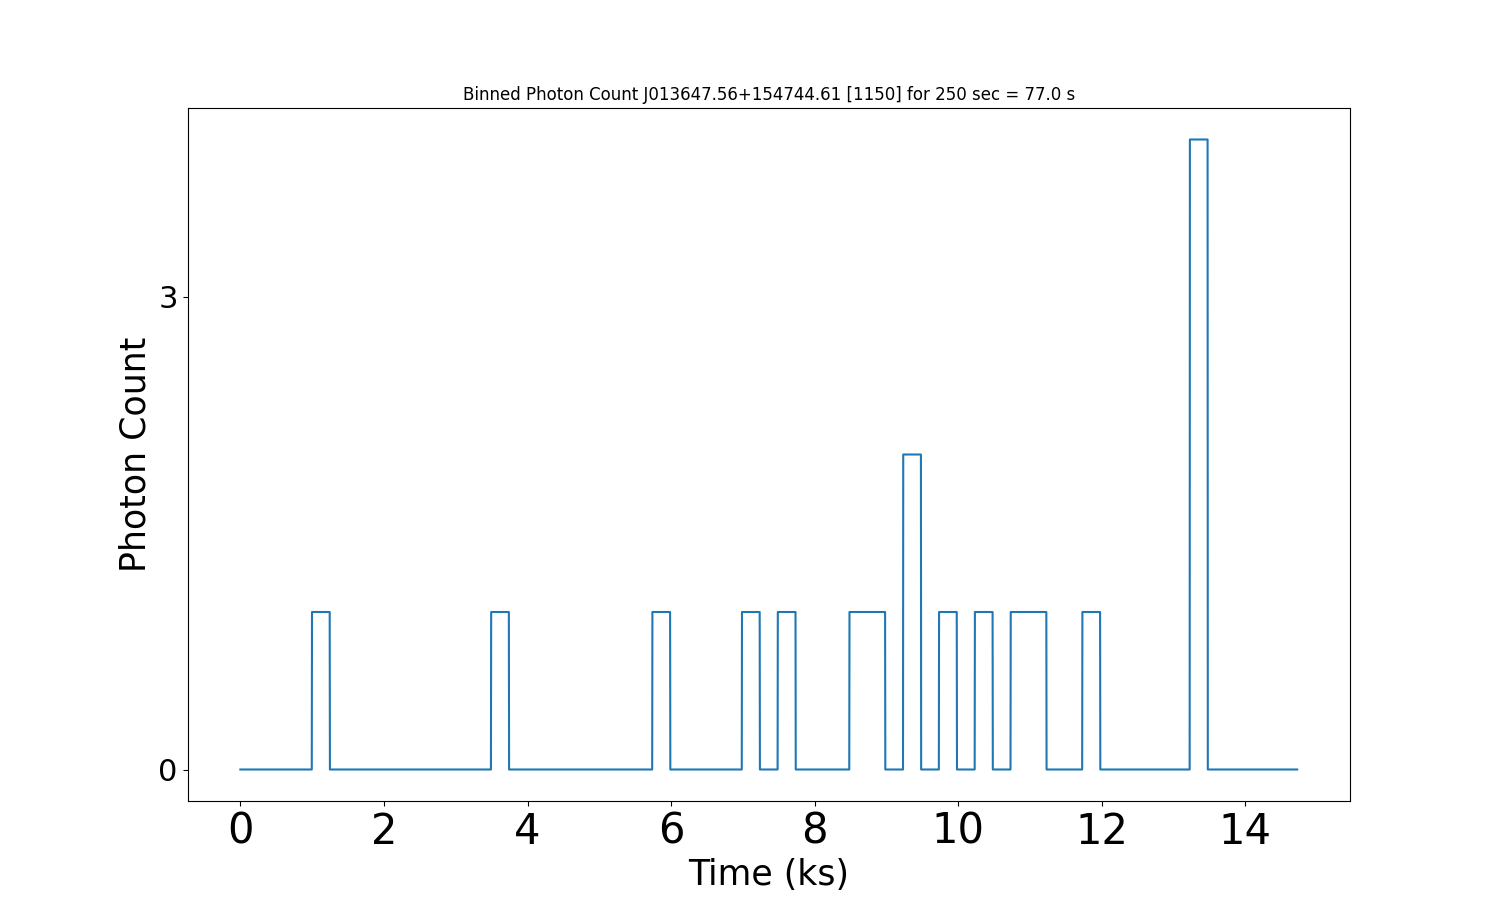 Binned Photon Count J013647.56+154744.61 [1150] for 250 sec = 77.0 s
Photon Count
3
0
0 2 4 6 8 10 12 14
Time (ks)